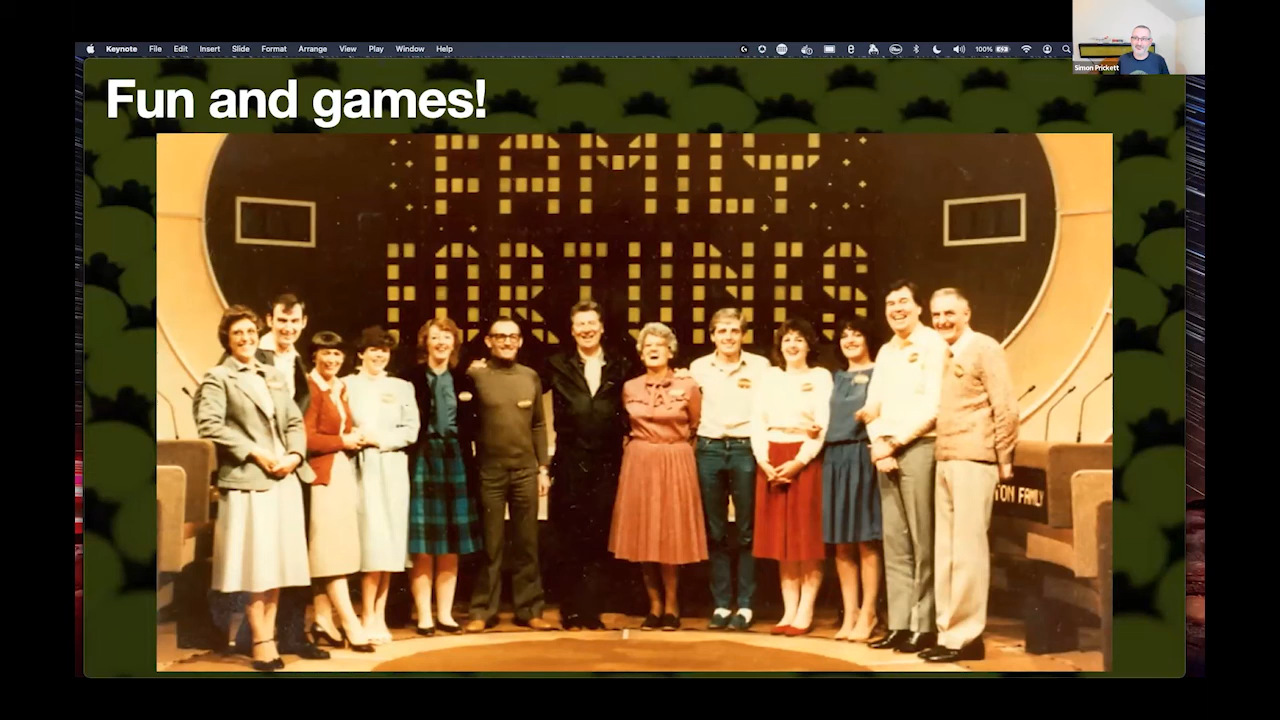 Keynote File Edit Insert Slide Format Arrange View Play Window Help 100%
Simon Prickett
Fun and games!
FAMILY
FORTUNES
TON FAMILY